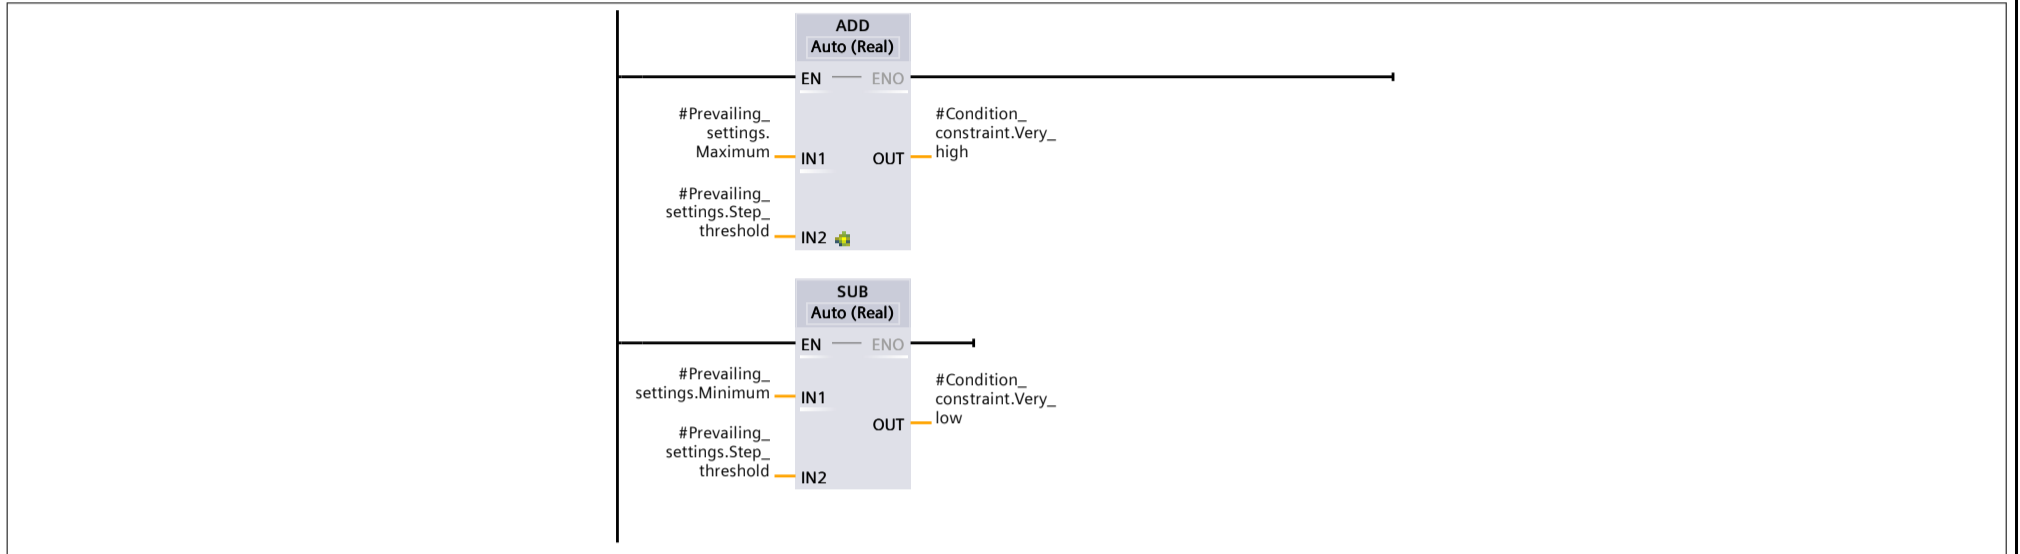 ADD
Auto (Real)
EN
ENO
#Prevailing_
settings.
Maximum
IN1
OUT
#Condition_
constraint.Very_
high
#Prevailing_
settings.Step_
threshold
IN2
SUB
Auto (Real)
EN
ENO
#Prevailing_
settings.Minimum
IN1
OUT
#Condition_
constraint.Very_
low
#Prevailing_
settings.Step_
threshold
IN2